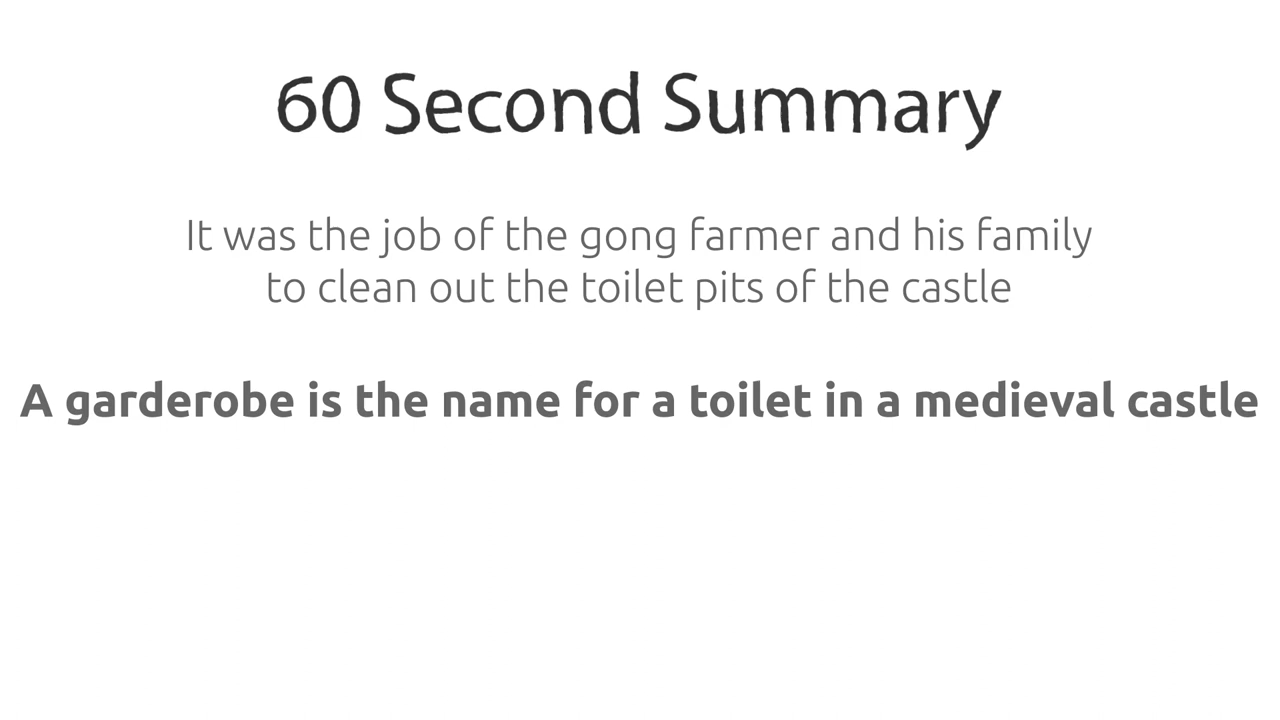 60 Second Summary
It was the job of the gong farmer and his family
to clean out the toilet pits of the castle
A garderobe is the name for a toilet in a medieval castle